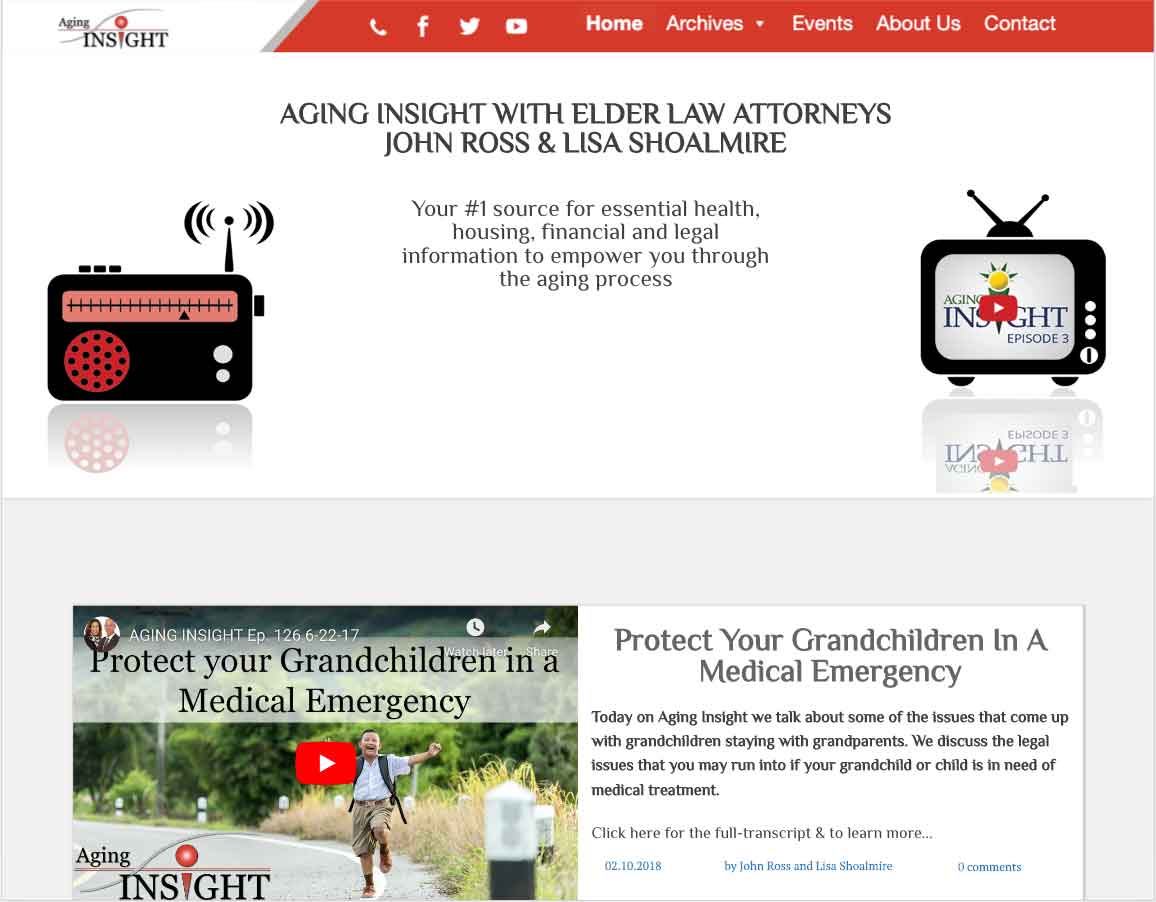 Aging
INSIGHT
Home Archives Events About Us Contact
AGING INSIGHT WITH ELDER LAW ATTORNEYS
JOHN ROSS & LISA SHOALMIRE
Your #1 source for essential health,
housing, financial and legal
information to empower you through
the aging process
AGING
INSIGHT
EPISODE 3
EPISODE 3
INSIGHT
AGING
AGING INSIGHT Ep. 126 6-22-17
Watch later
Share
Protect your Grandchildren in a
Medical Emergency
Aging
INSIGHT
Protect Your Grandchildren In A
Medical Emergency
Today on Aging Insight we talk about some of the issues that come up
with grandchildren staying with grandparents. We discuss the legal
issues that you may run into if your grandchild or child is in need of
medical treatment.
Click here for the full-transcript & to learn more...
02.10.2018 by John Ross and Lisa Shoalmire 0 comments